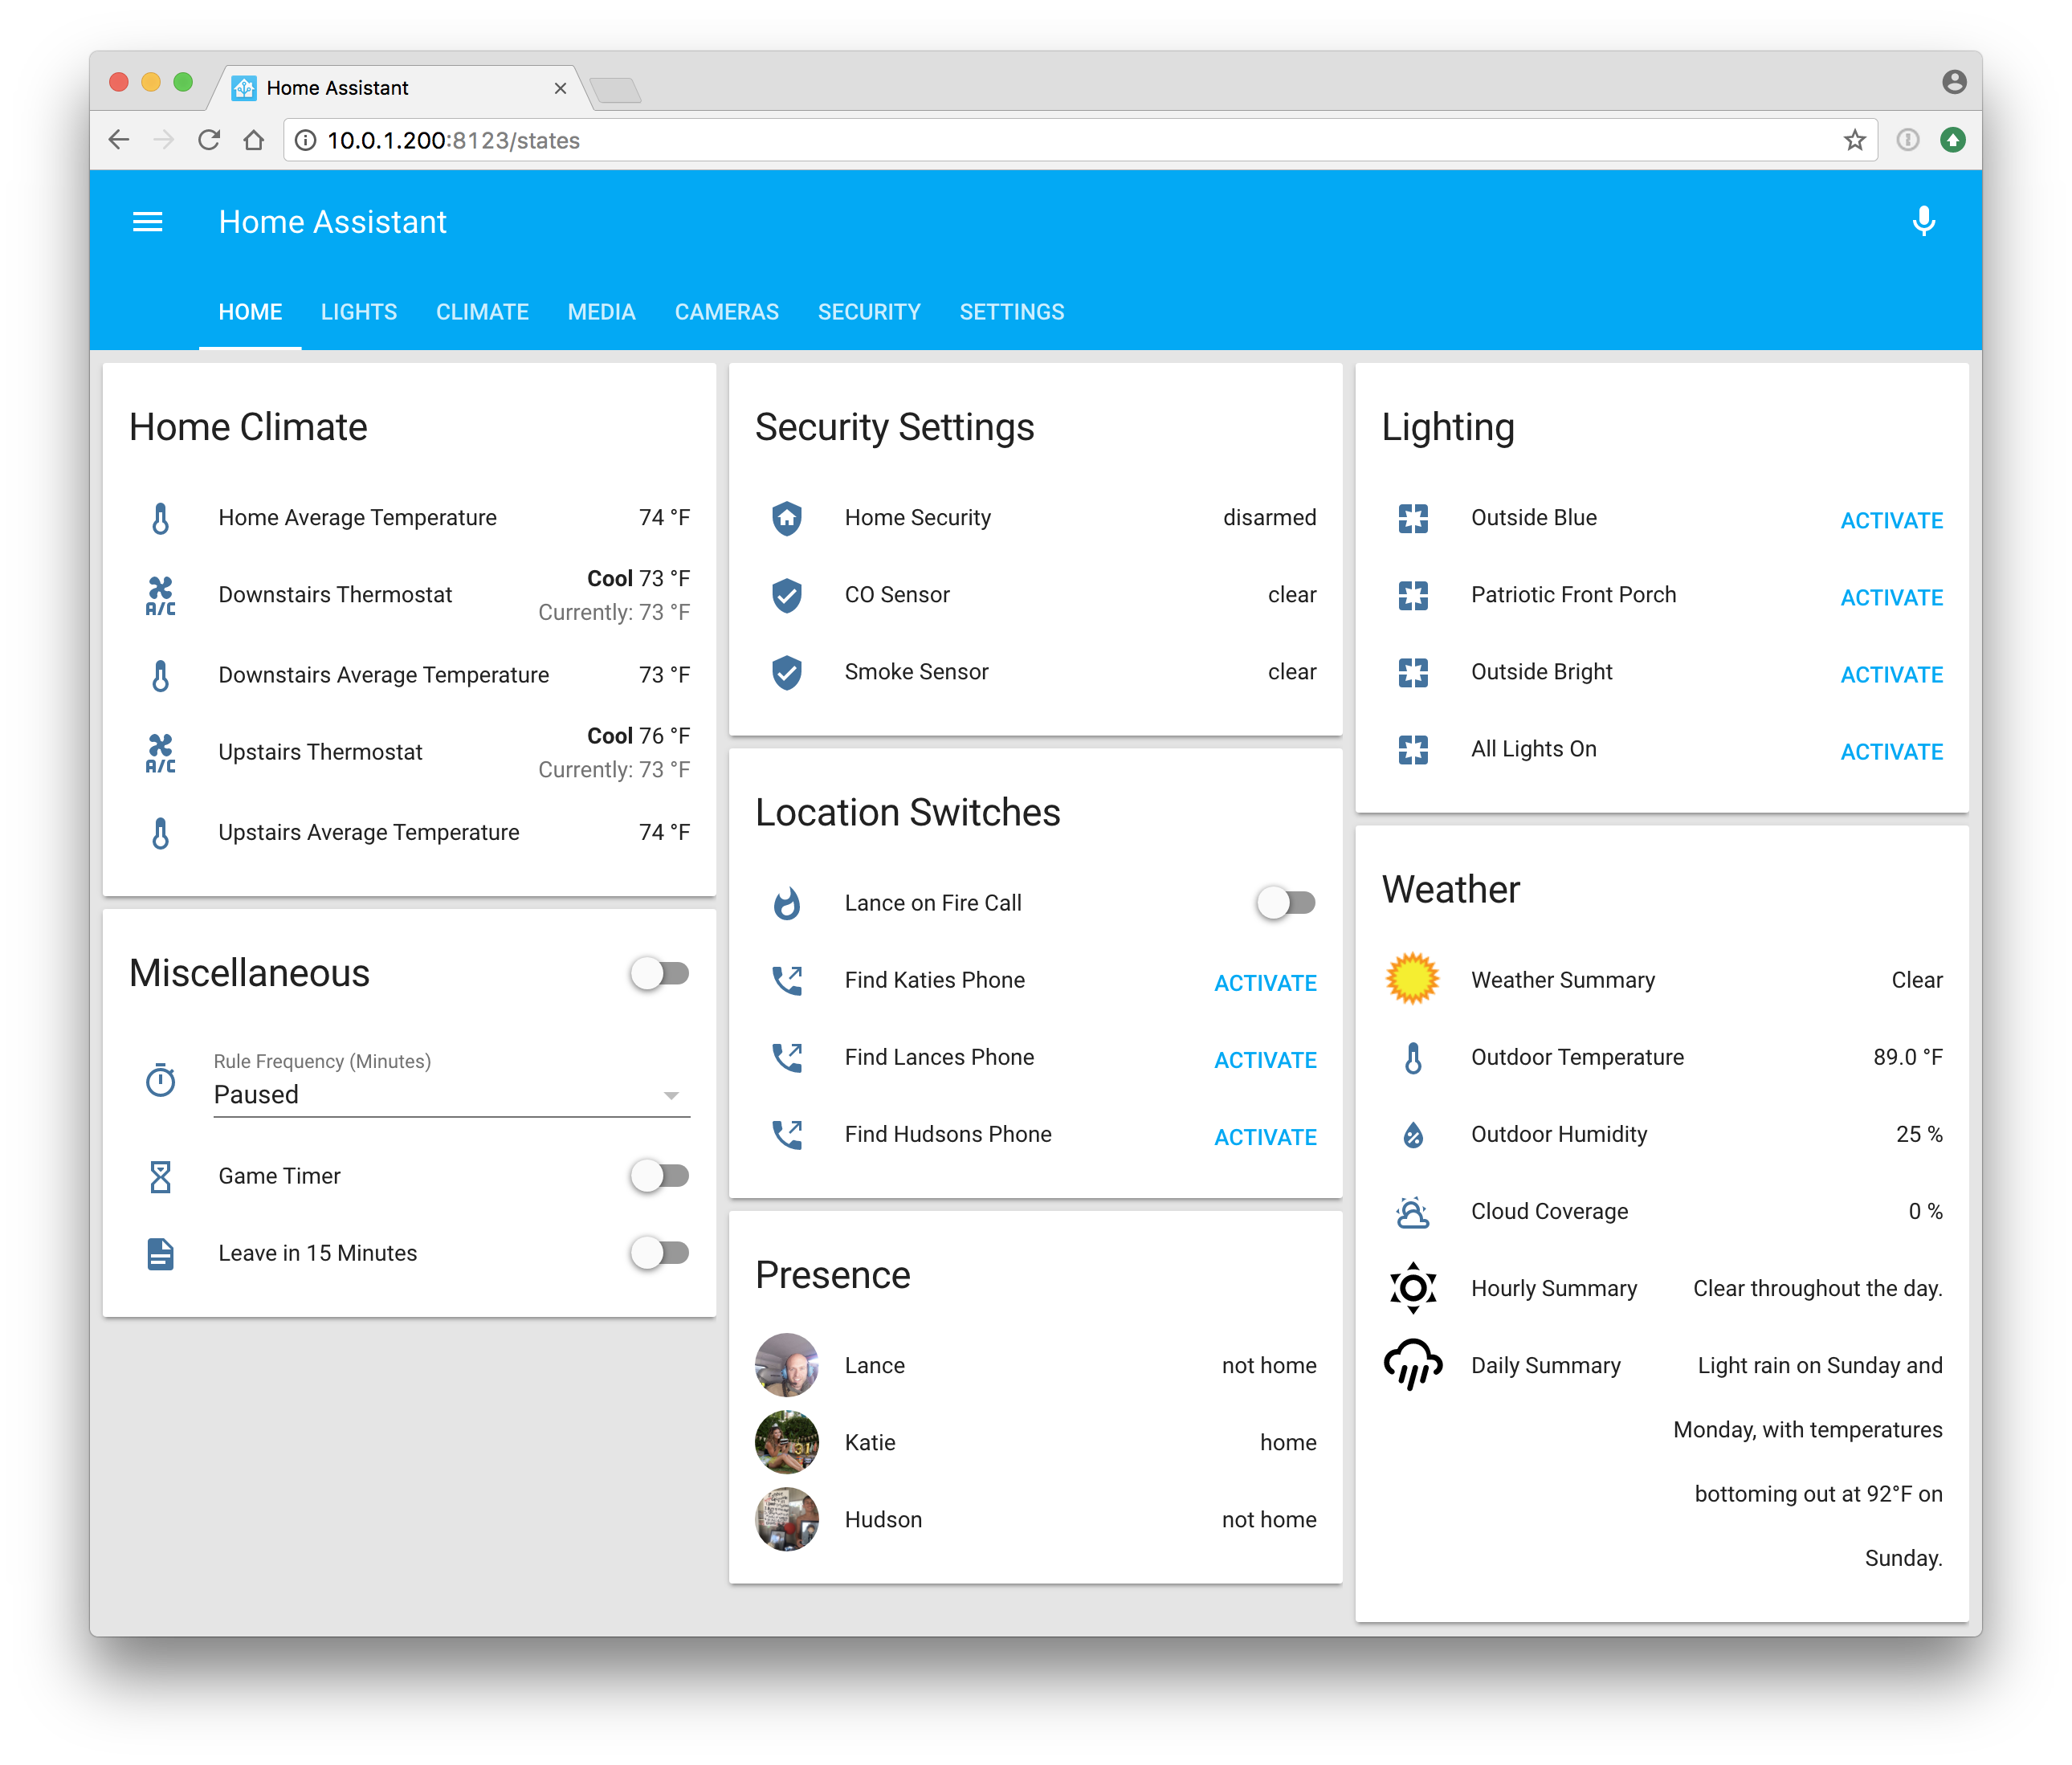 Home Assistant
10.0.1.200:8123/states
Home Assistant
HOME LIGHTS CLIMATE MEDIA CAMERAS SECURITY SETTINGS
Home Climate
Home Average Temperature 74 °F
A/C
Downstairs Thermostat Cool 73 °F
Currently: 73 °F
Downstairs Average Temperature 73 °F
A/C
Upstairs Thermostat Cool 76 °F
Currently: 73 °F
Upstairs Average Temperature 74 °F
Miscellaneous
Rule Frequency (Minutes)
Paused
Game Timer
Leave in 15 Minutes
Security Settings
Home Security disarmed
CO Sensor clear
Smoke Sensor clear
Location Switches
Lance on Fire Call
Find Katies Phone ACTIVATE
Find Lances Phone ACTIVATE
Find Hudsons Phone ACTIVATE
Presence
Lance not home
Katie home
Hudson not home
Lighting
Outside Blue ACTIVATE
Patriotic Front Porch ACTIVATE
Outside Bright ACTIVATE
All Lights On ACTIVATE
Weather
Weather Summary Clear
Outdoor Temperature 89.0 °F
Outdoor Humidity 25 %
Cloud Coverage 0 %
Hourly Summary Clear throughout the day.
Daily Summary Light rain on Sunday and
Monday, with temperatures
bottoming out at 92°F on
Sunday.